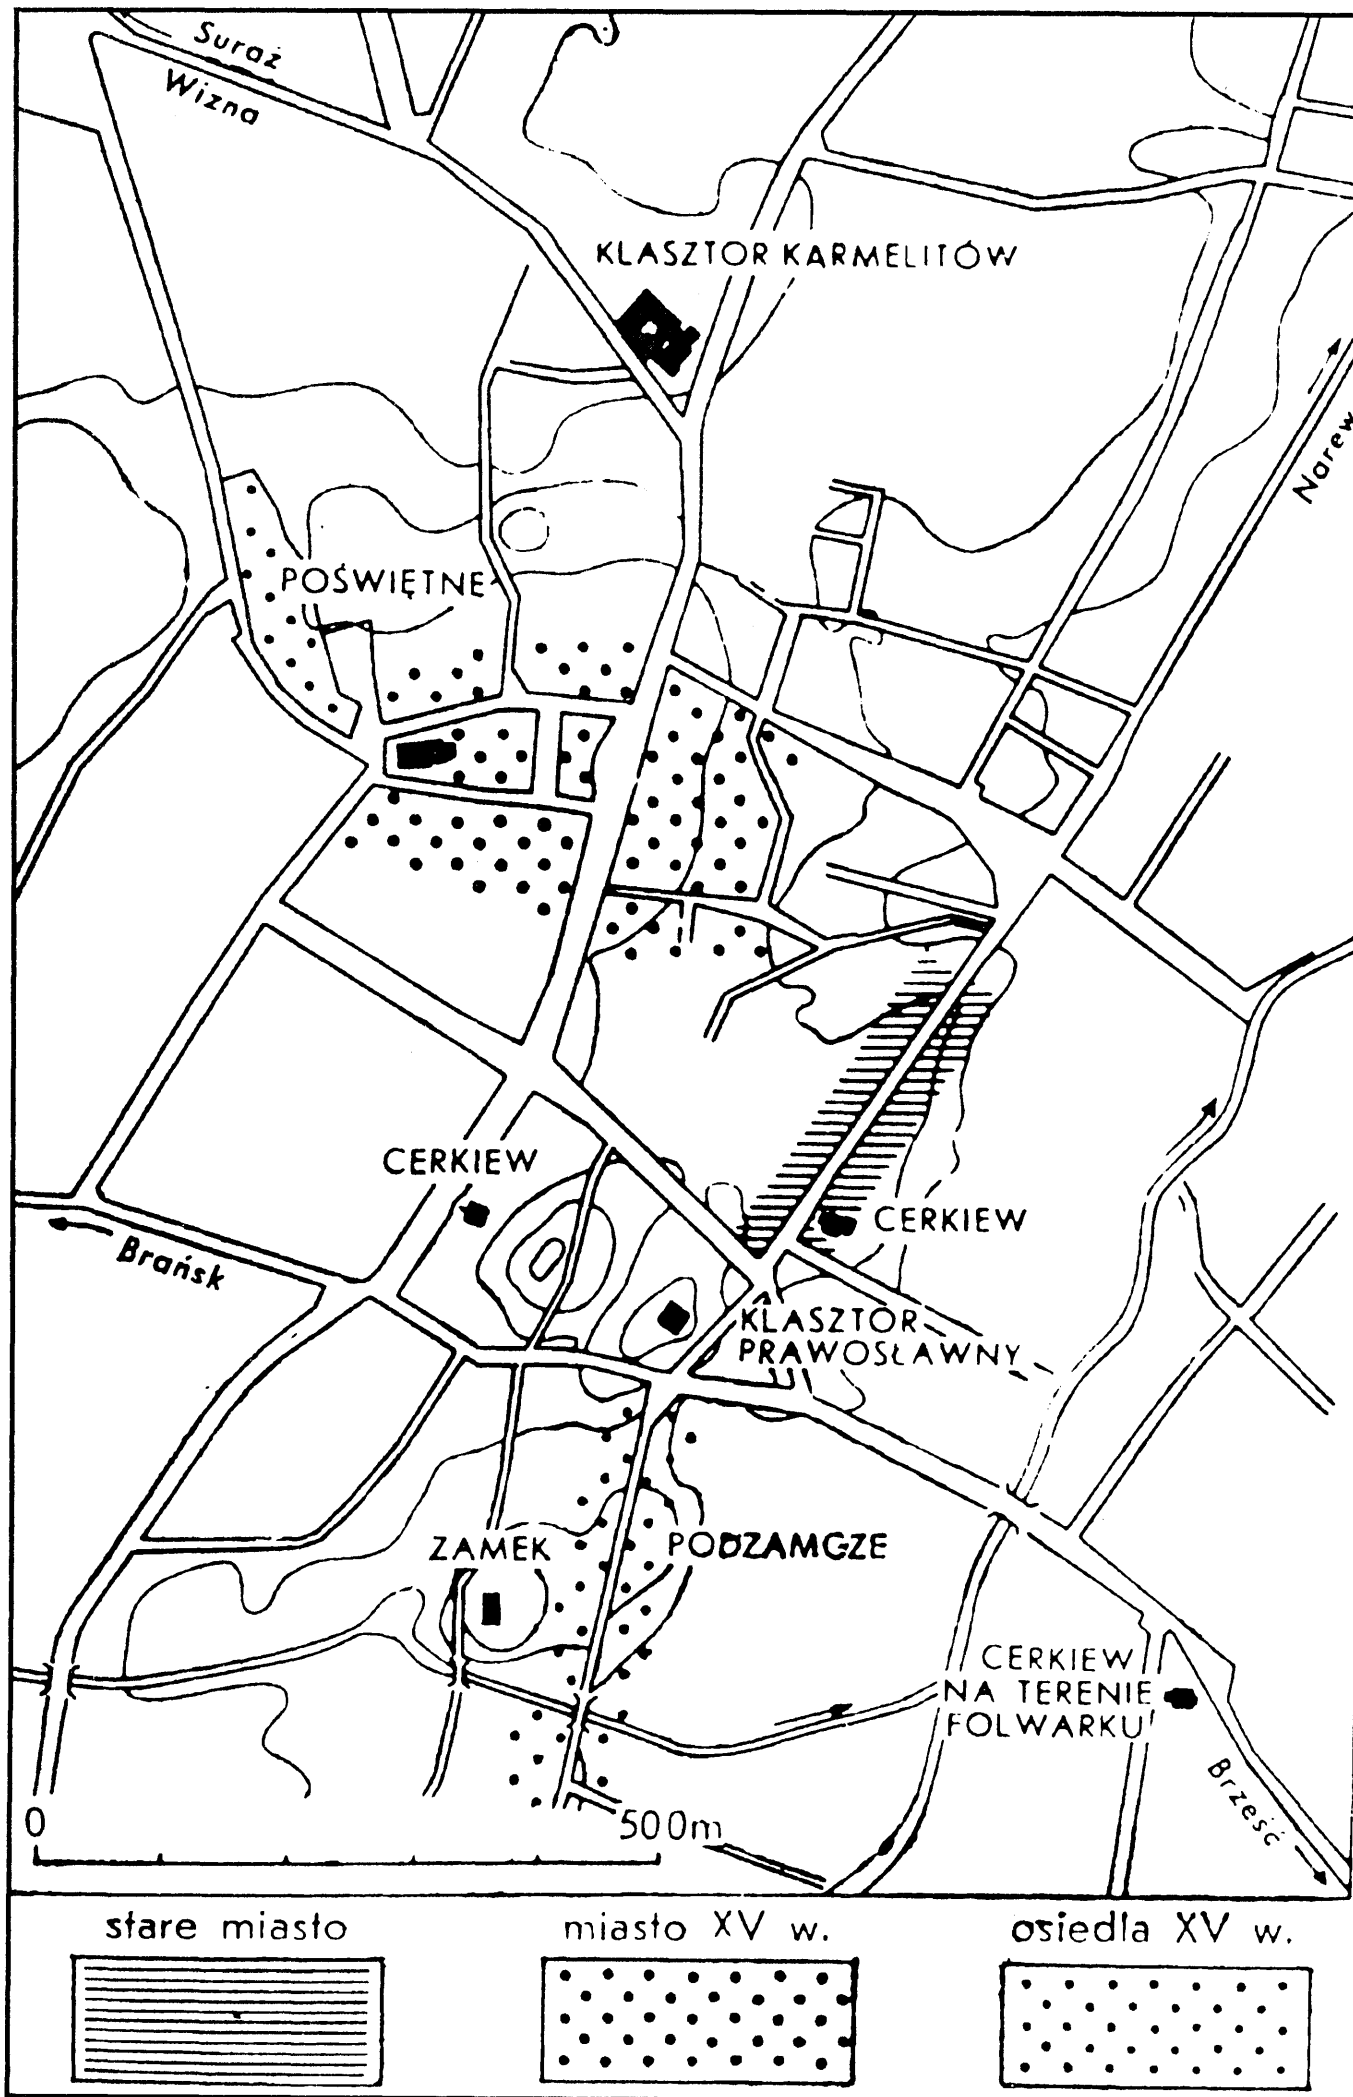 Suraż
Wizna
KLASZTOR KARMELITÓW
Narew
POŚWIĘTNE
CERKIEW
CERKIEW
Brańsk
KLASZTOR
PRAWOSŁAWNY
ZAMEK
PODZAMCZE
CERKIEW
NA TERENIE
FOLWARKU
Brześć
0
500m
stare miasto
miasto XV w.
osiedla XV w.